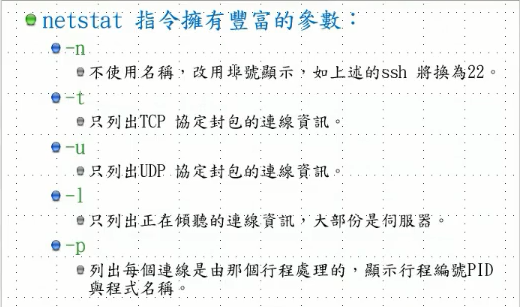 netstat 指令擁有豐富的參數：
-n
不使用名稱，改用埠號顯示，如上述的ssh 將換為22。
-t
只列出TCP 協定封包的連線資訊。
-u
只列出UDP 協定封包的連線資訊。
-l
只列出正在傾聽的連線資訊，大部份是伺服器。
-p
列出每個連線是由那個行程處理的，顯示行程編號PID
與程式名稱。